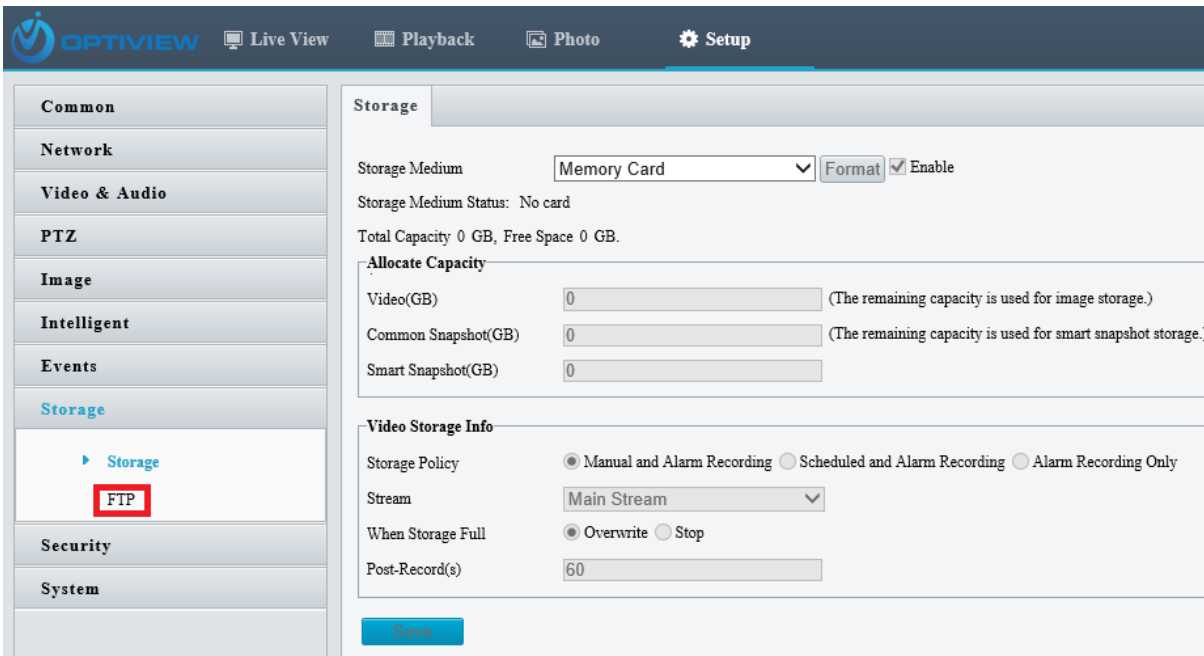 OPTIVIEW Live View Playback Photo Setup
Common
Network
Video & Audio
PTZ
Image
Intelligent
Events
Storage
Storage
FTP
Security
System
Storage
Storage Medium Memory Card Format Enable
Storage Medium Status: No card
Total Capacity 0 GB, Free Space 0 GB.
Allocate Capacity
Video(GB) 0 (The remaining capacity is used for image storage.)
Common Snapshot(GB) 0 (The remaining capacity is used for smart snapshot storage.)
Smart Snapshot(GB) 0
Video Storage Info
Storage Policy Manual and Alarm Recording Scheduled and Alarm Recording Alarm Recording Only
Stream Main Stream
When Storage Full Overwrite Stop
Post-Record(s) 60
Save